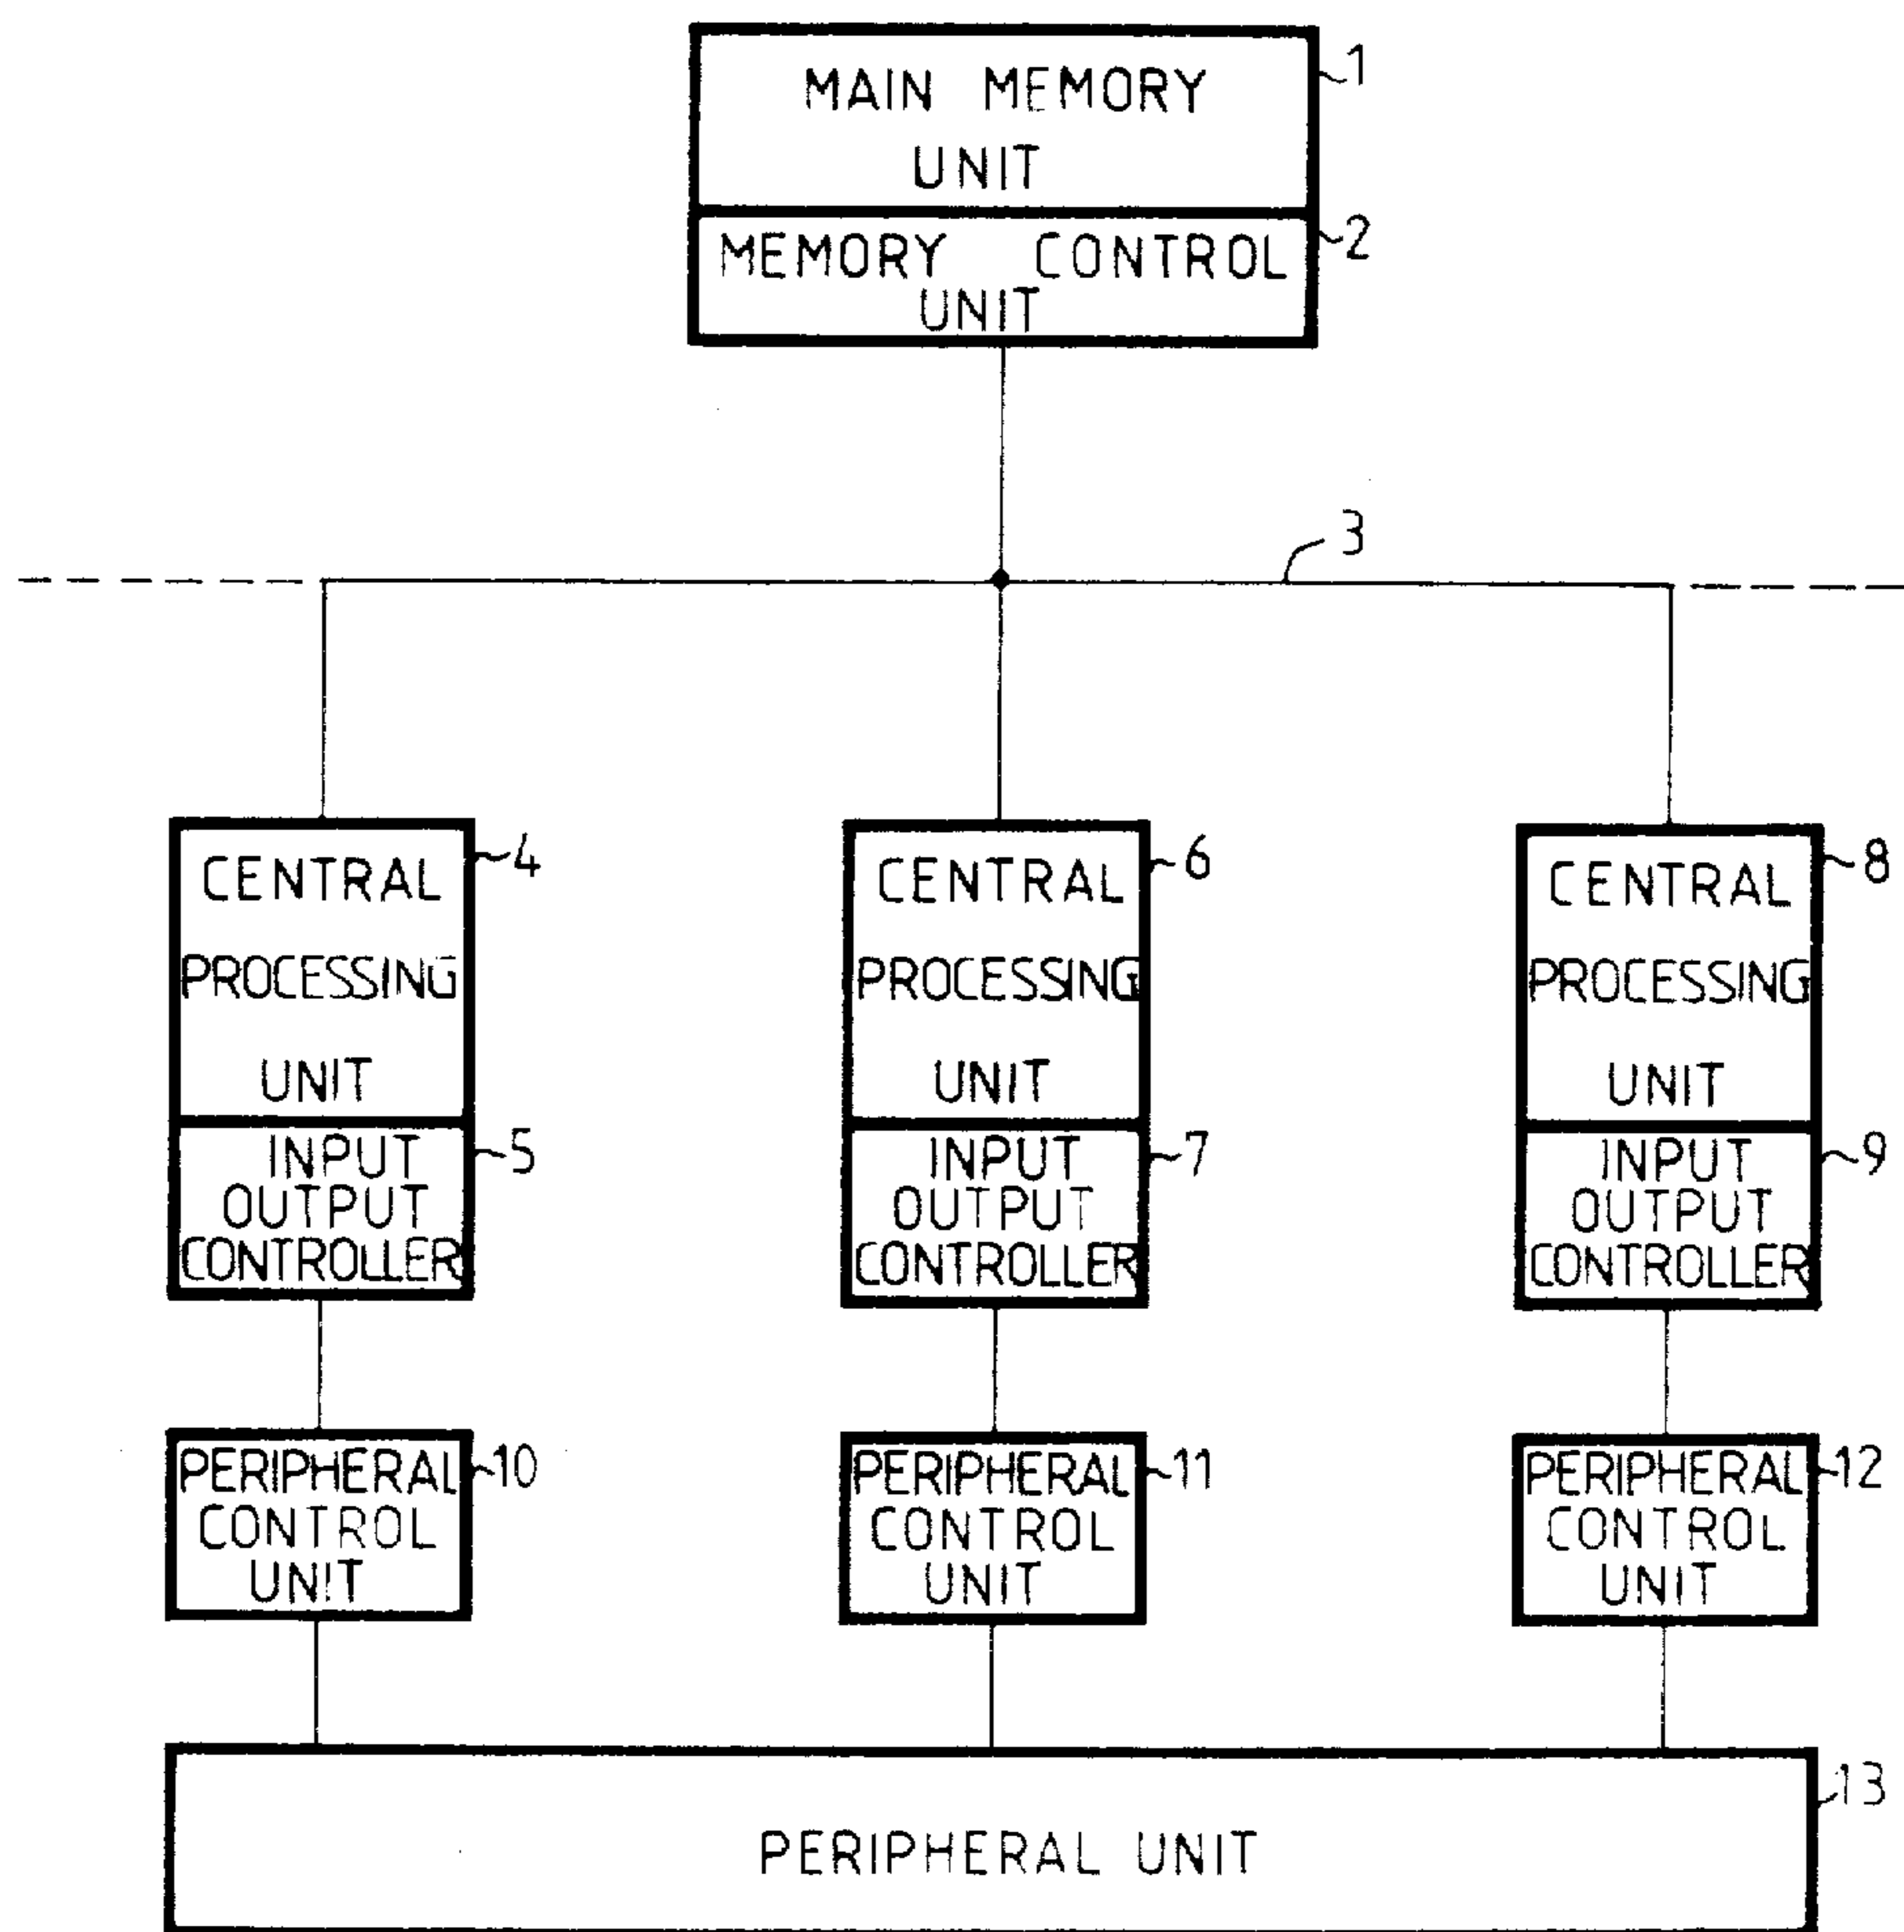 MAIN MEMORY
UNIT
1
MEMORY CONTROL
UNIT
2
3
CENTRAL
PROCESSING
UNIT
4
INPUT
OUTPUT
CONTROLLER
5
CENTRAL
PROCESSING
UNIT
6
INPUT
OUTPUT
CONTROLLER
7
CENTRAL
PROCESSING
UNIT
8
INPUT
OUTPUT
CONTROLLER
9
PERIPHERAL
CONTROL
UNIT
10
PERIPHERAL
CONTROL
UNIT
11
PERIPHERAL
CONTROL
UNIT
12
PERIPHERAL UNIT
13